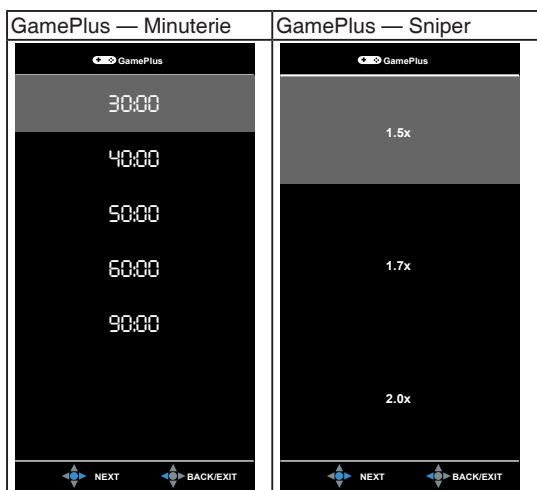 GamePlus — Minuterie
GamePlus
30:00
40:00
50:00
60:00
90:00
NEXT BACK/EXIT
GamePlus — Sniper
GamePlus
1.5x
1.7x
2.0x
NEXT BACK/EXIT